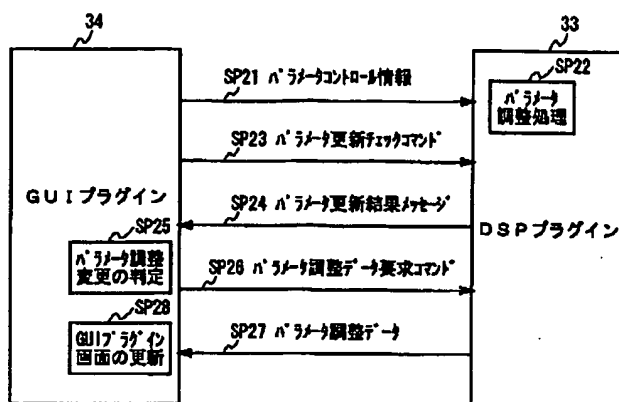 34
33
SP21 パラメータコントロール情報
SP22
パラメータ
調整処理
SP23 パラメータ更新チェックコマンド
GUIプラグイン
SP24 パラメータ更新結果メッセージ
DSPプラグイン
SP25
パラメータ調整
変更の判定
SP26 パラメータ調整データ要求コマンド
SP28
GUIプラグイン
画面の更新
SP27 パラメータ調整データ